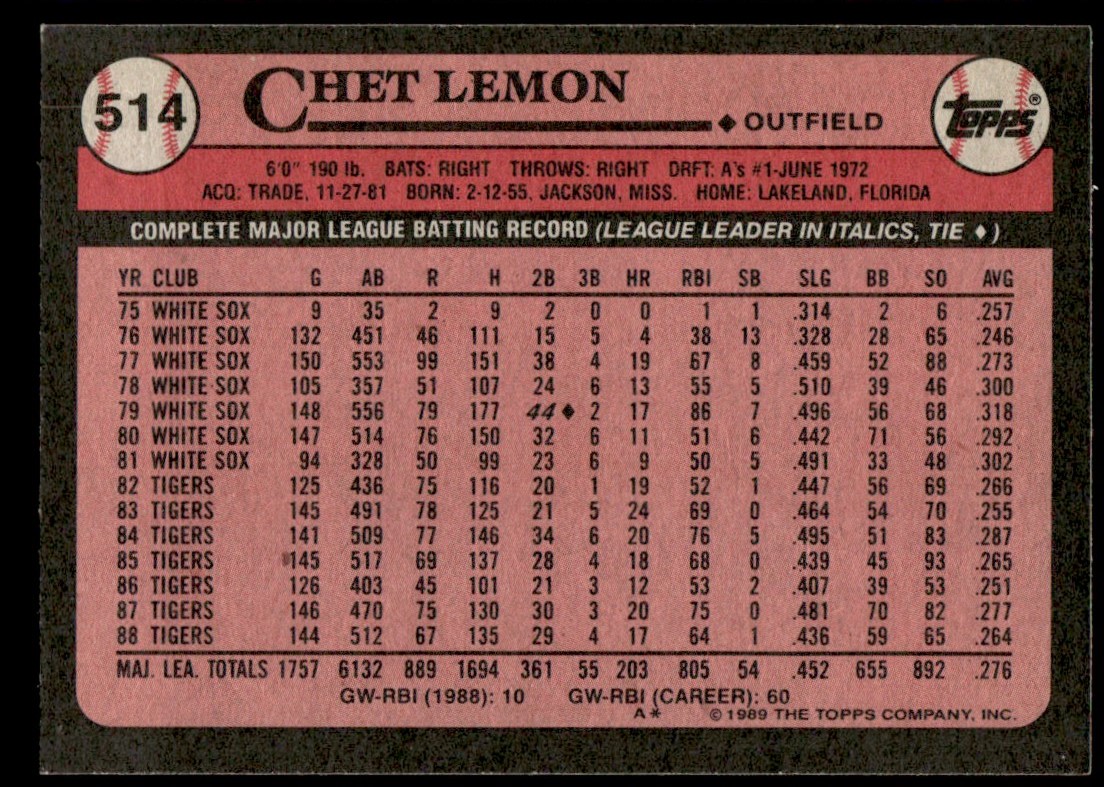 514
CHET LEMON
◆ OUTFIELD
TOPPS®
6'0" 190 lb. BATS: RIGHT THROWS: RIGHT DRFT: A's #1-JUNE 1972
ACQ: TRADE, 11-27-81 BORN: 2-12-55, JACKSON, MISS. HOME: LAKELAND, FLORIDA
COMPLETE MAJOR LEAGUE BATTING RECORD (LEAGUE LEADER IN ITALICS, TIE ♦)
YR CLUB G AB R H 2B 3B HR RBI SB SLG BB SO AVG
75 WHITE SOX 9 35 2 9 2 0 0 1 1 .314 2 6 .257
76 WHITE SOX 132 451 46 111 15 5 4 38 13 .328 28 65 .246
77 WHITE SOX 150 553 99 151 38 4 19 67 8 .459 52 88 .273
78 WHITE SOX 105 357 51 107 24 6 13 55 5 .510 39 46 .300
79 WHITE SOX 148 556 79 177 44♦ 2 17 86 7 .496 56 68 .318
80 WHITE SOX 147 514 76 150 32 6 11 51 6 .442 71 56 .292
81 WHITE SOX 94 328 50 99 23 6 9 50 5 .491 33 48 .302
82 TIGERS 125 436 75 116 20 1 19 52 1 .447 56 69 .266
83 TIGERS 145 491 78 125 21 5 24 69 0 .464 54 70 .255
84 TIGERS 141 509 77 146 34 6 20 76 5 .495 51 83 .287
85 TIGERS 145 517 69 137 28 4 18 68 0 .439 45 93 .265
86 TIGERS 126 403 45 101 21 3 12 53 2 .407 39 53 .251
87 TIGERS 146 470 75 130 30 3 20 75 0 .481 70 82 .277
88 TIGERS 144 512 67 135 29 4 17 64 1 .436 59 65 .264
MAJ. LEA. TOTALS 1757 6132 889 1694 361 55 203 805 54 .452 655 892 .276
GW-RBI (1988): 10 GW-RBI (CAREER): 60
A* © 1989 THE TOPPS COMPANY, INC.